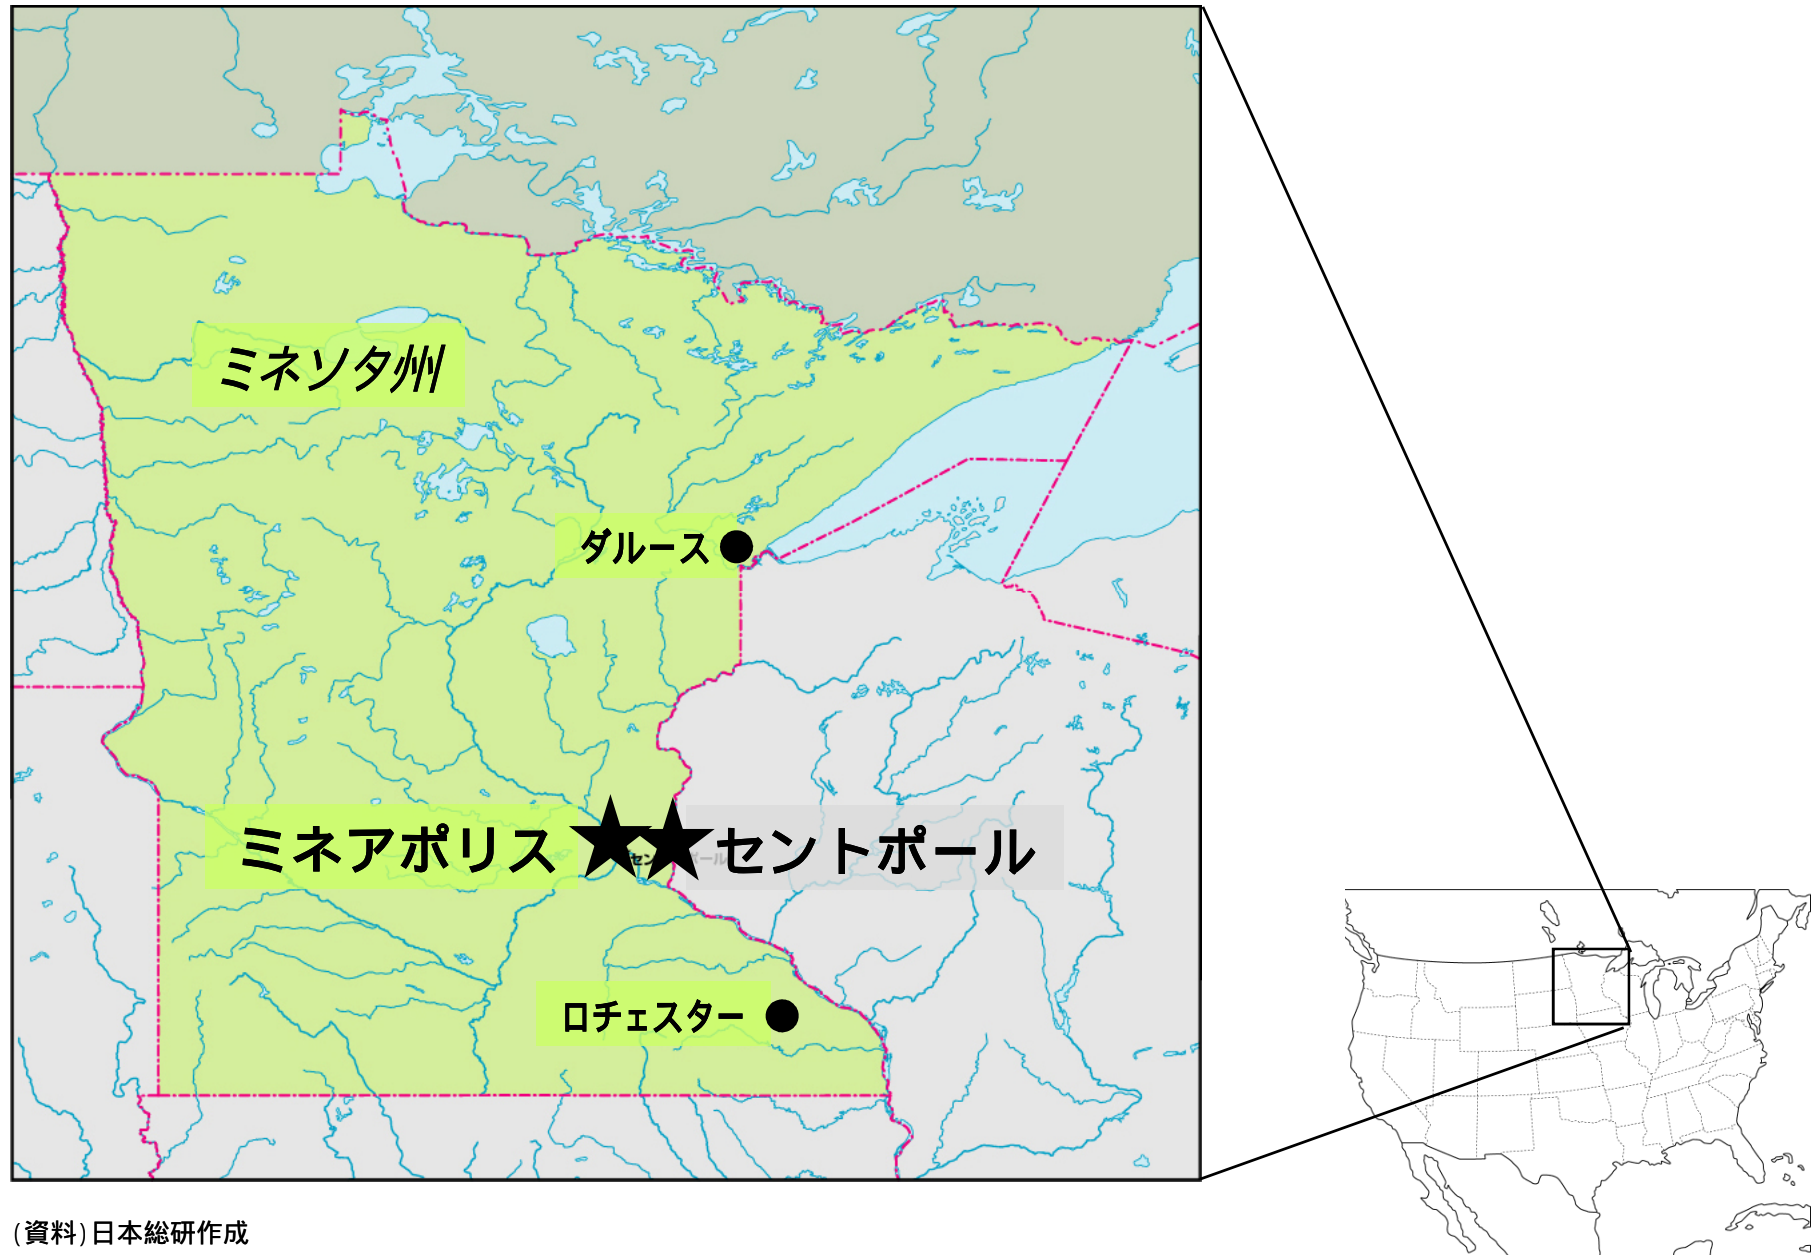 ミネソタ州
ダルース
ミネアポリス ★★ セントポール
ロチェスター
(資料)日本総研作成